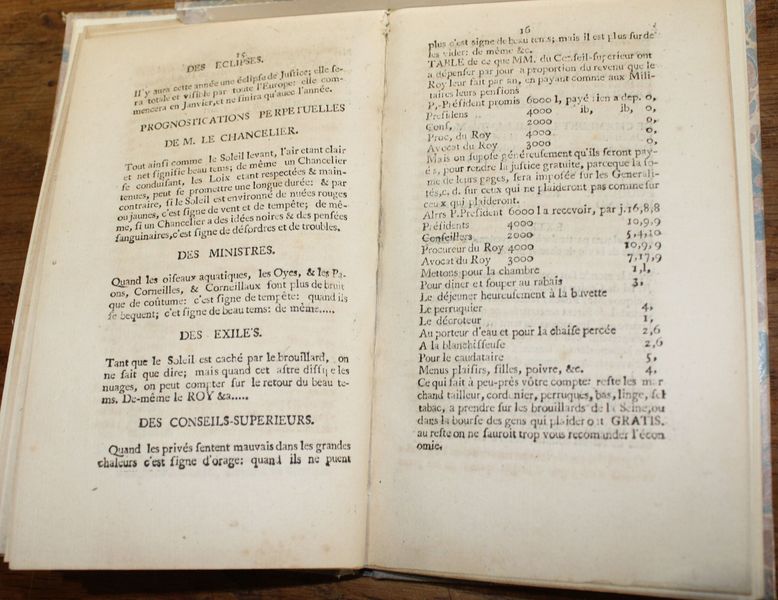 15
DES ECLIPSES.
Il y aura cette année une éclipse de Justice; elle se-
ra totale et visible par toute l'Europe: elle com-
mencera en Janvier, et ne finira qu'auec l'année.
PROGNOSTICATIONS PERPETUELLES
DE M. LE CHANCELIER.
Tout ainsi comme le Soleil levant, l'air etant clair
et net signifie beau tens; de même un Chancelier
se conduisant, les Loix etant respectées & main-
tenues, peut se promettre une longue durée: & par
contraire, si le Soleil est environné de nuées rouges
ou jaunes, c'est signe de vent et de tempête; de mê-
me, si un Chancelier a des idées noires & des pensées
sanguinaires, c'est signe de désordres et de troubles.
DES MINISTRES.
Quand les oiseaux aquatiques, les Oyes, & les Pa-
ons, Corneilles, & Corneillaux font plus de bruit
que de coûtume: c'est signe de tempête: quand ils
se bequent; c'et signe de beau tems: de même.....
DES EXILE'S.
Tant que le Soleil est caché par le brouillard, on
ne sait que dire; mais quand cet astre dissipe les
nuages, on peut compter sur le retour du beau te-
ms. De-même le ROY &a.....
DES CONSEILS-SUPERIEURS.
Quand les privés sentent mauvais dans les grandes
chaleurs c'est signe d'orage; quand ils ne puent
16
plus c'est signe de beau tens; mais il est plus sur de
les vider: de même &c.
TABLE de ce que MM. du Conseil-superieur ont
a dépenser par jour a proportion du revenu que le
Roy leur fait par an, en payant comme aux Mili-
taires leurs pensions
P,-Président promis 6000 l, payé rien a dep. 0,
Présidens .. 4000 ib, ib, 0,
Cons, 2000 0,
Proc, du Roy 4000 0,
Avocat du Roy 3000 0,
Mais on supose généreusement qu'ils seront pay-
és, pour rendre la justice gratuite, parceque la so-
me de leurs gages, sera imposée sur les Generali-
tés, c, d. sur ceux qui ne plaideront pas comme sur
ceux qui plaideront.
Alrrs P. President 6000 l a recevoir, par j. 16,8,8
Présidents 4000 10,9,9
Conseillers 2000 5,4,10
Procureur du Roy 4000 10,9,9
Avocat du Roy 3000 7,17,9
Mettons pour la chambre 1,1,
Pour diner et souper au rabais 3,
Le déjeuner heureusement à la buvette
Le perruquier 4,
Le décroteur 1,
Au porteur d'eau et pour la chaise percée 2,6
A la blanchisseuse 2,6
Pour le caudataire 5,
Menus plaisirs, filles, poivre, &c. 4,
Ce qui fait à peu-près vôtre compte: reste les mar
chand tailleur, cordonier, perruques, bas, linge, sel
tabac, a prendre sur les brouillards de la Seine, ou
dans la bourse des gens qui plaideront GRATIS.
au reste on ne sauroit trop vous recomander l'écon
omie,